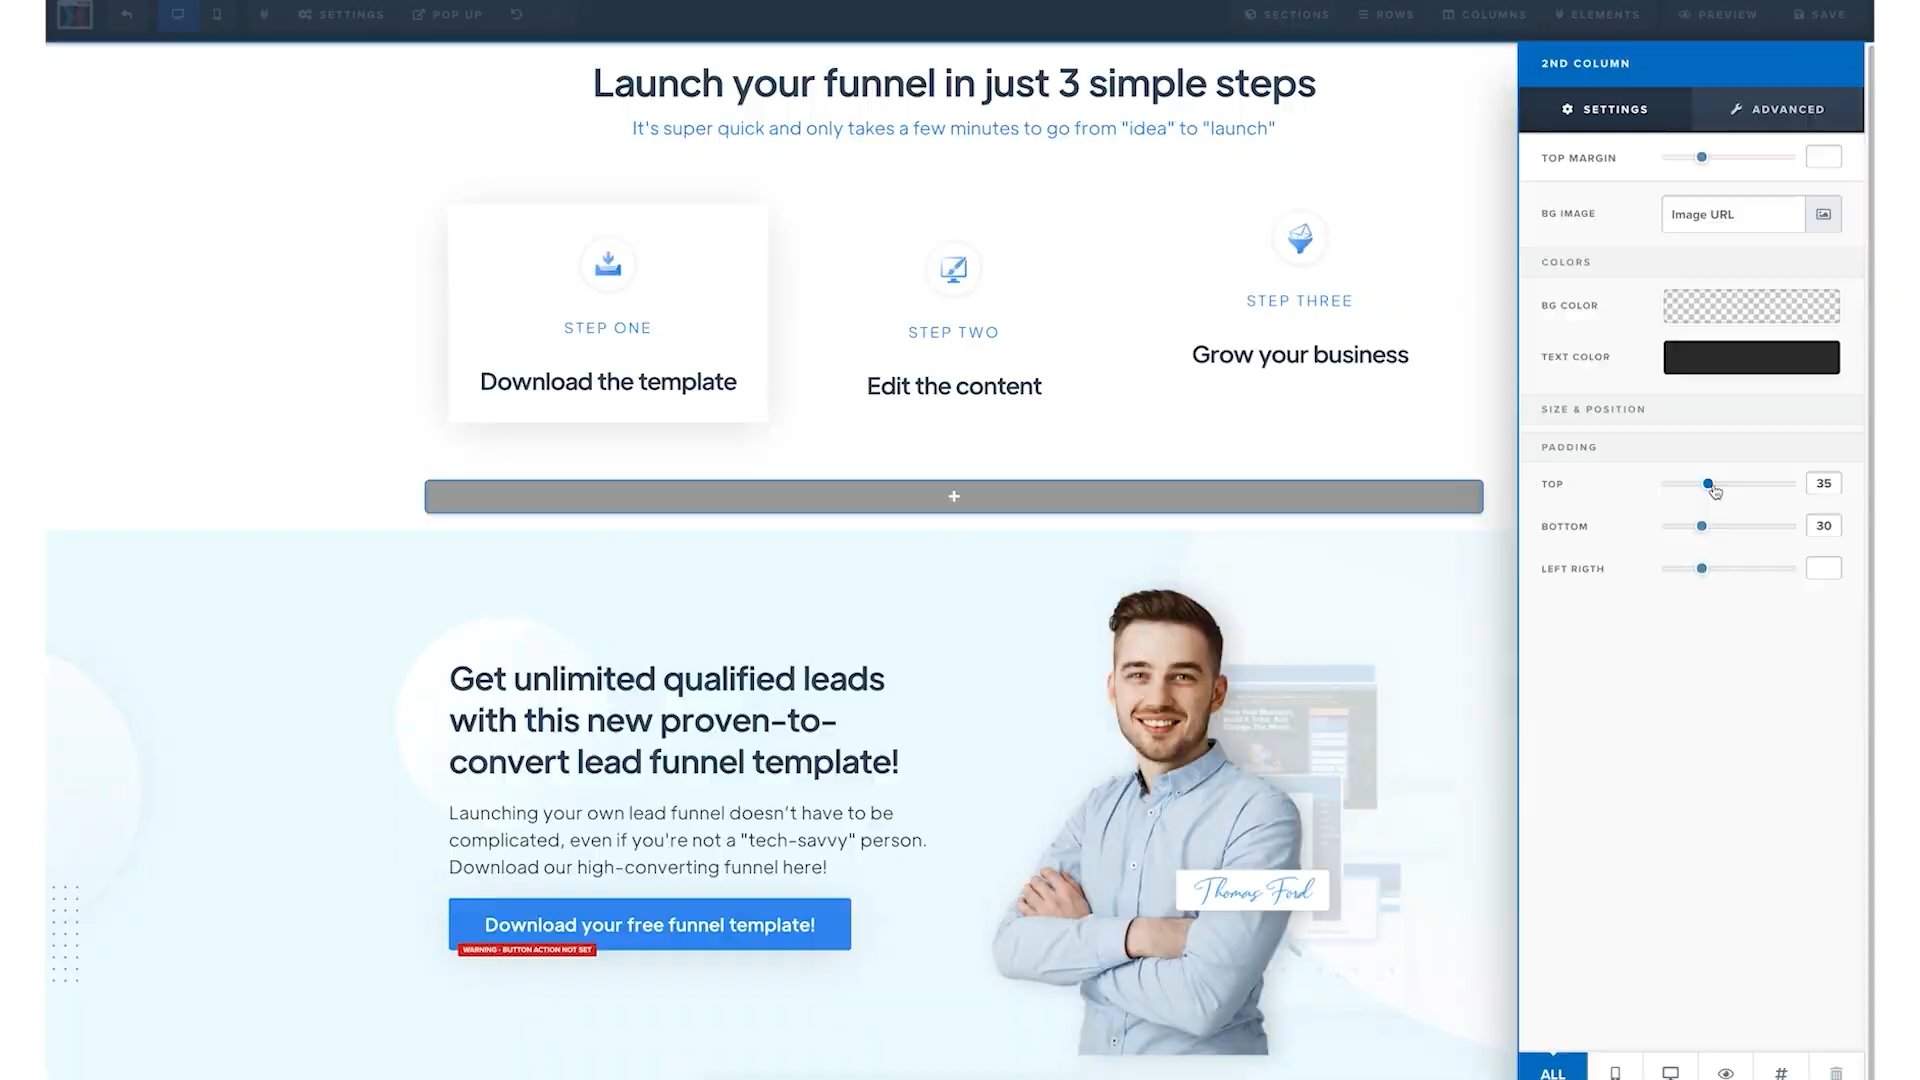 SETTINGS
POP UP
SECTIONS
ROWS
COLUMNS
ELEMENTS
PREVIEW
SAVE
Launch your funnel in just 3 simple steps
It's super quick and only takes a few minutes to go from "idea" to "launch"
STEP ONE
Download the template
STEP TWO
Edit the content
STEP THREE
Grow your business
+
Get unlimited qualified leads
with this new proven-to-
convert lead funnel template!
Launching your own lead funnel doesn’t have to be
complicated, even if you're not a "tech-savvy" person.
Download our high-converting funnel here!
Download your free funnel template!
WARNING - BUTTON ACTION NOT SET
Thomas Ford
2ND COLUMN
SETTINGS
ADVANCED
TOP MARGIN
BG IMAGE
Image URL
COLORS
BG COLOR
TEXT COLOR
SIZE & POSITION
PADDING
TOP
35
BOTTOM
30
LEFT RIGTH
ALL
#